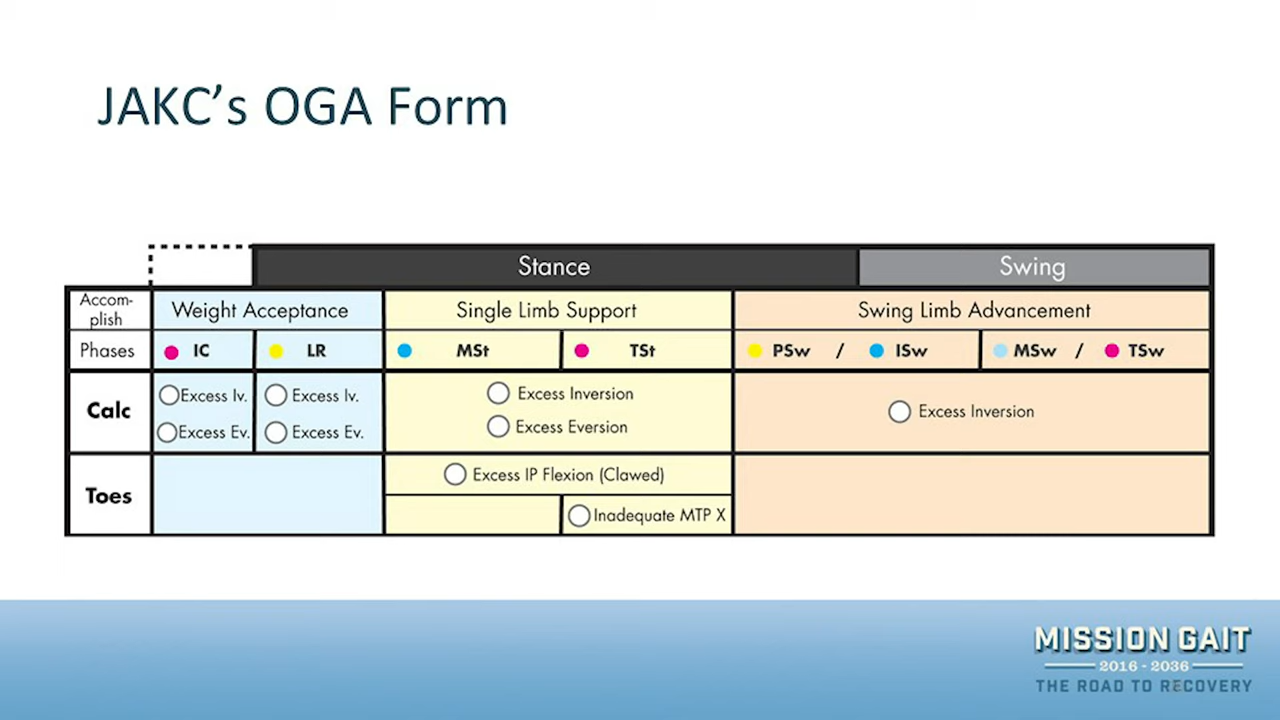 JAKC's OGA Form
Stance
Swing
Accom-
plish
Weight Acceptance
Single Limb Support
Swing Limb Advancement
Phases
IC
LR
MSt
TSt
PSw / ISw
MSw / TSw
Calc
Excess Iv.
Excess Ev.
Excess Iv.
Excess Ev.
Excess Inversion
Excess Eversion
Excess Inversion
Toes
Excess IP Flexion (Clawed)
Inadequate MTP X
MISSION GAIT
2016 - 2036
THE ROAD TO RECOVERY